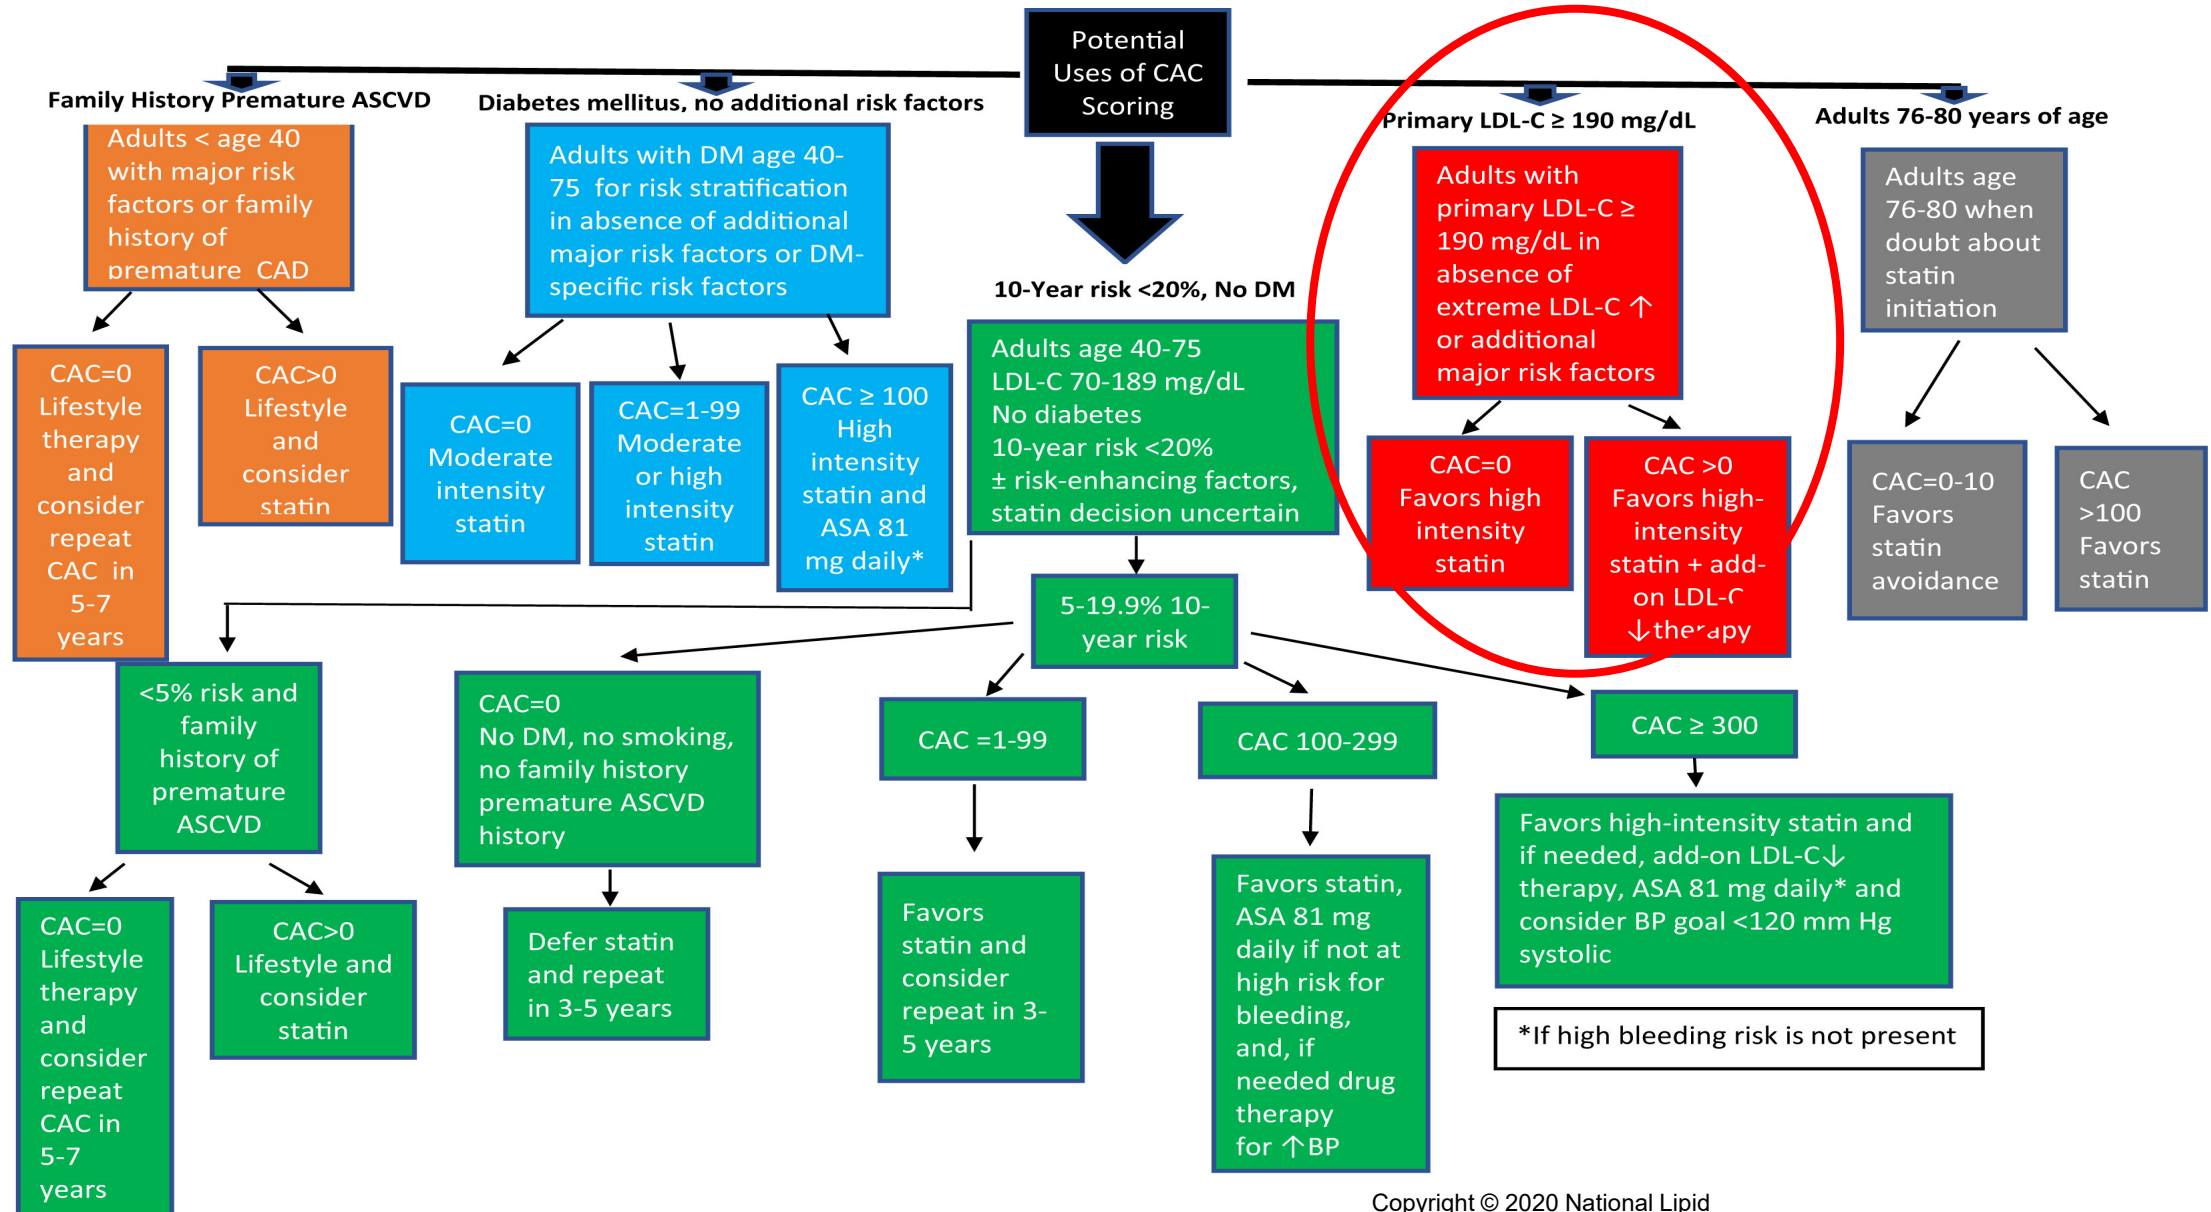 Potential
Uses of CAC
Scoring
Family History Premature ASCVD
Adults < age 40
with major risk
factors or family
history of
premature CAD
CAC=0
Lifestyle
therapy
and
consider
repeat
CAC in
5-7
years
CAC>0
Lifestyle
and
consider
statin
Diabetes mellitus, no additional risk factors
Adults with DM age 40-
75 for risk stratification
in absence of additional
major risk factors or DM-
specific risk factors
CAC=0
Moderate
intensity
statin
CAC=1-99
Moderate
or high
intensity
statin
CAC ≥ 100
High
intensity
statin and
ASA 81
mg daily*
10-Year risk <20%, No DM
Adults age 40-75
LDL-C 70-189 mg/dL
No diabetes
10-year risk <20%
± risk-enhancing factors,
statin decision uncertain
Primary LDL-C ≥ 190 mg/dL
Adults with
primary LDL-C ≥
190 mg/dL in
absence of
extreme LDL-C ↑
or additional
major risk factors
CAC=0
Favors high
intensity
statin
CAC >0
Favors high-
intensity
statin + add-
on LDL-C
↓therapy
Adults 76-80 years of age
Adults age
76-80 when
doubt about
statin
initiation
CAC=0-10
Favors
statin
avoidance
CAC
>100
Favors
statin
<5% risk and
family
history of
premature
ASCVD
CAC=0
Lifestyle
therapy
and
consider
repeat
CAC in
5-7
years
CAC>0
Lifestyle and
consider
statin
5-19.9% 10-
year risk
CAC=0
No DM, no smoking,
no family history
premature ASCVD
history
Defer statin
and repeat
in 3-5 years
CAC =1-99
Favors
statin and
consider
repeat in 3-
5 years
CAC 100-299
Favors statin,
ASA 81 mg
daily if not at
high risk for
bleeding,
and, if
needed drug
therapy
for ↑BP
CAC ≥ 300
Favors high-intensity statin and
if needed, add-on LDL-C↓
therapy, ASA 81 mg daily* and
consider BP goal <120 mm Hg
systolic
*If high bleeding risk is not present
Copyright © 2020 National Lipid